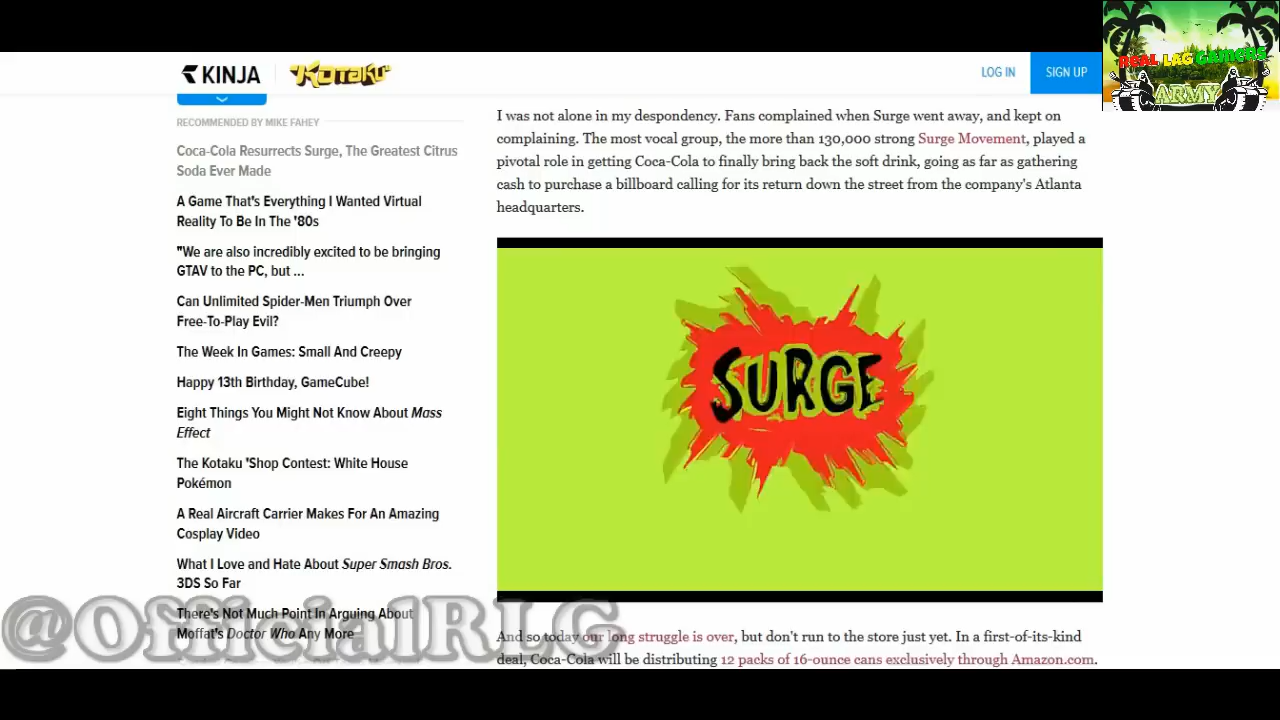 KINJA
KOTAKU
LOG IN
SIGN UP
REAL LAG GAMERS
ARMY
RECOMMENDED BY MIKE FAHEY
Coca-Cola Resurrects Surge, The Greatest Citrus
Soda Ever Made
A Game That's Everything I Wanted Virtual
Reality To Be In The '80s
"We are also incredibly excited to be bringing
GTAV to the PC, but ...
Can Unlimited Spider-Men Triumph Over
Free-To-Play Evil?
The Week In Games: Small And Creepy
Happy 13th Birthday, GameCube!
Eight Things You Might Not Know About Mass
Effect
The Kotaku 'Shop Contest: White House
Pokémon
A Real Aircraft Carrier Makes For An Amazing
Cosplay Video
What I Love and Hate About Super Smash Bros.
3DS So Far
There's Not Much Point In Arguing About
Moffat's Doctor Who Any More
I was not alone in my despondency. Fans complained when Surge went away, and kept on
complaining. The most vocal group, the more than 130,000 strong Surge Movement, played a
pivotal role in getting Coca-Cola to finally bring back the soft drink, going as far as gathering
cash to purchase a billboard calling for its return down the street from the company's Atlanta
headquarters.
SURGE
And so today our long struggle is over, but don't run to the store just yet. In a first-of-its-kind
deal, Coca-Cola will be distributing 12 packs of 16-ounce cans exclusively through Amazon.com.
@OfficialRLG